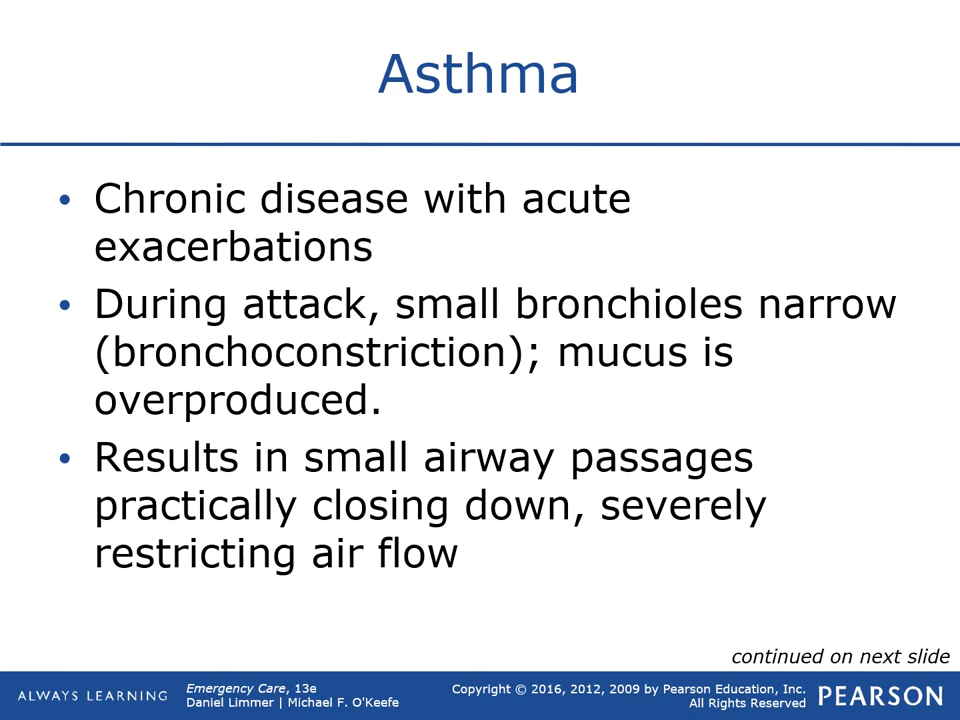 Asthma
• Chronic disease with acute
exacerbations
• During attack, small bronchioles narrow
(bronchoconstriction); mucus is
overproduced.
• Results in small airway passages
practically closing down, severely
restricting air flow
continued on next slide
ALWAYS LEARNING
Emergency Care, 13e
Daniel Limmer | Michael F. O'Keefe
Copyright © 2016, 2012, 2009 by Pearson Education, Inc.
All Rights Reserved
PEARSON